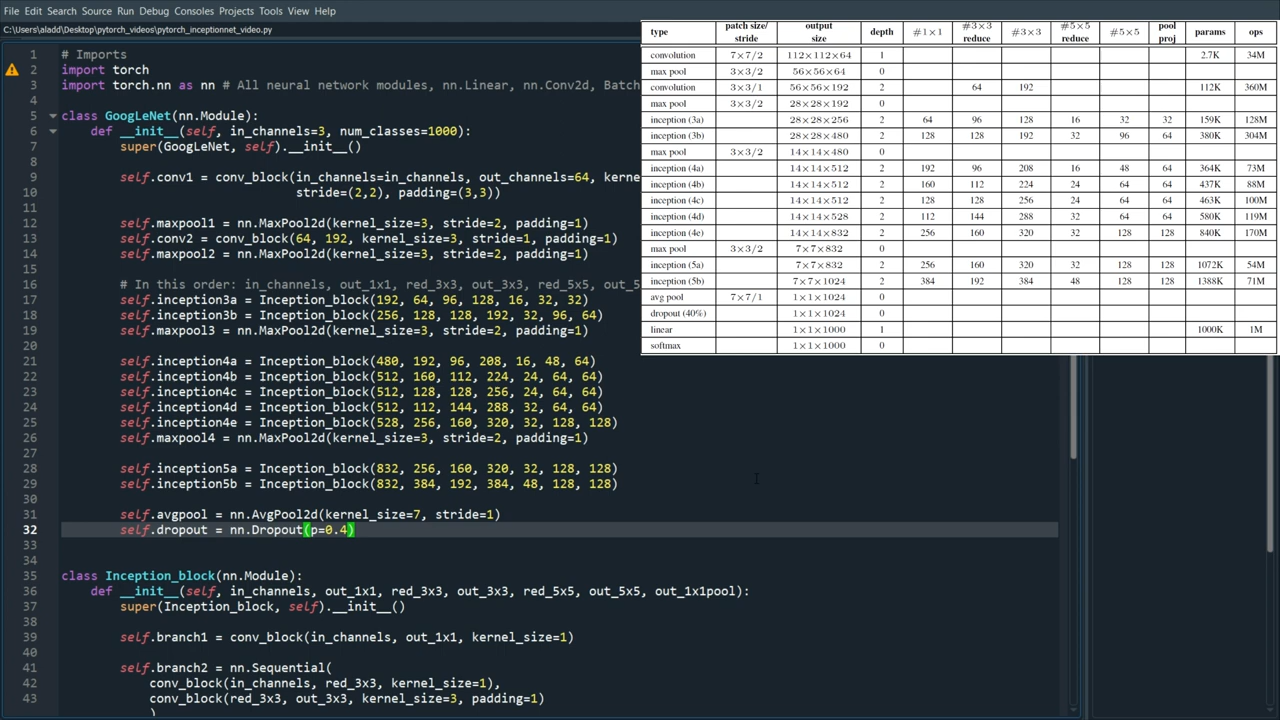 File Edit Search Source Run Debug Consoles Projects Tools View Help
C:\Users\aladd\Desktop\pytorch_videos\pytorch_inceptionnet_video.py
1 # Imports
2 import torch
3 import torch.nn as nn # All neural network modules, nn.Linear, nn.Conv2d, Batch
4
5 class GoogLeNet(nn.Module):
6 def __init__(self, in_channels=3, num_classes=1000):
7 super(GoogLeNet, self).__init__()
8
9 self.conv1 = conv_block(in_channels=in_channels, out_channels=64, kerne
10 stride=(2,2), padding=(3,3))
11
12 self.maxpool1 = nn.MaxPool2d(kernel_size=3, stride=2, padding=1)
13 self.conv2 = conv_block(64, 192, kernel_size=3, stride=1, padding=1)
14 self.maxpool2 = nn.MaxPool2d(kernel_size=3, stride=2, padding=1)
15
16 # In this order: in_channels, out_1x1, red_3x3, out_3x3, red_5x5, out_5
17 self.inception3a = Inception_block(192, 64, 96, 128, 16, 32, 32)
18 self.inception3b = Inception_block(256, 128, 128, 192, 32, 96, 64)
19 self.maxpool3 = nn.MaxPool2d(kernel_size=3, stride=2, padding=1)
20
21 self.inception4a = Inception_block(480, 192, 96, 208, 16, 48, 64)
22 self.inception4b = Inception_block(512, 160, 112, 224, 24, 64, 64)
23 self.inception4c = Inception_block(512, 128, 128, 256, 24, 64, 64)
24 self.inception4d = Inception_block(512, 112, 144, 288, 32, 64, 64)
25 self.inception4e = Inception_block(528, 256, 160, 320, 32, 128, 128)
26 self.maxpool4 = nn.MaxPool2d(kernel_size=3, stride=2, padding=1)
27
28 self.inception5a = Inception_block(832, 256, 160, 320, 32, 128, 128)
29 self.inception5b = Inception_block(832, 384, 192, 384, 48, 128, 128)
30
31 self.avgpool = nn.AvgPool2d(kernel_size=7, stride=1)
32 self.dropout = nn.Dropout(p=0.4)
33
34
35 class Inception_block(nn.Module):
36 def __init__(self, in_channels, out_1x1, red_3x3, out_3x3, red_5x5, out_5x5, out_1x1pool):
37 super(Inception_block, self).__init__()
38
39 self.branch1 = conv_block(in_channels, out_1x1, kernel_size=1)
40
41 self.branch2 = nn.Sequential(
42 conv_block(in_channels, red_3x3, kernel_size=1),
43 conv_block(red_3x3, out_3x3, kernel_size=3, padding=1)
)
type patch size/ stride output size depth #1×1 #3×3 reduce #3×3 #5×5 reduce #5×5 pool proj params ops
convolution 7×7/2 112×112×64 1 2.7K 34M
max pool 3×3/2 56×56×64 0
convolution 3×3/1 56×56×192 2 64 192 112K 360M
max pool 3×3/2 28×28×192 0
inception (3a) 28×28×256 2 64 96 128 16 32 32 159K 128M
inception (3b) 28×28×480 2 128 128 192 32 96 64 380K 304M
max pool 3×3/2 14×14×480 0
inception (4a) 14×14×512 2 192 96 208 16 48 64 364K 73M
inception (4b) 14×14×512 2 160 112 224 24 64 64 437K 88M
inception (4c) 14×14×512 2 128 128 256 24 64 64 463K 100M
inception (4d) 14×14×528 2 112 144 288 32 64 64 580K 119M
inception (4e) 14×14×832 2 256 160 320 32 128 128 840K 170M
max pool 3×3/2 7×7×832 0
inception (5a) 7×7×832 2 256 160 320 32 128 128 1072K 54M
inception (5b) 7×7×1024 2 384 192 384 48 128 128 1388K 71M
avg pool 7×7/1 1×1×1024 0
dropout (40%) 1×1×1024 0
linear 1×1×1000 1 1000K 1M
softmax 1×1×1000 0